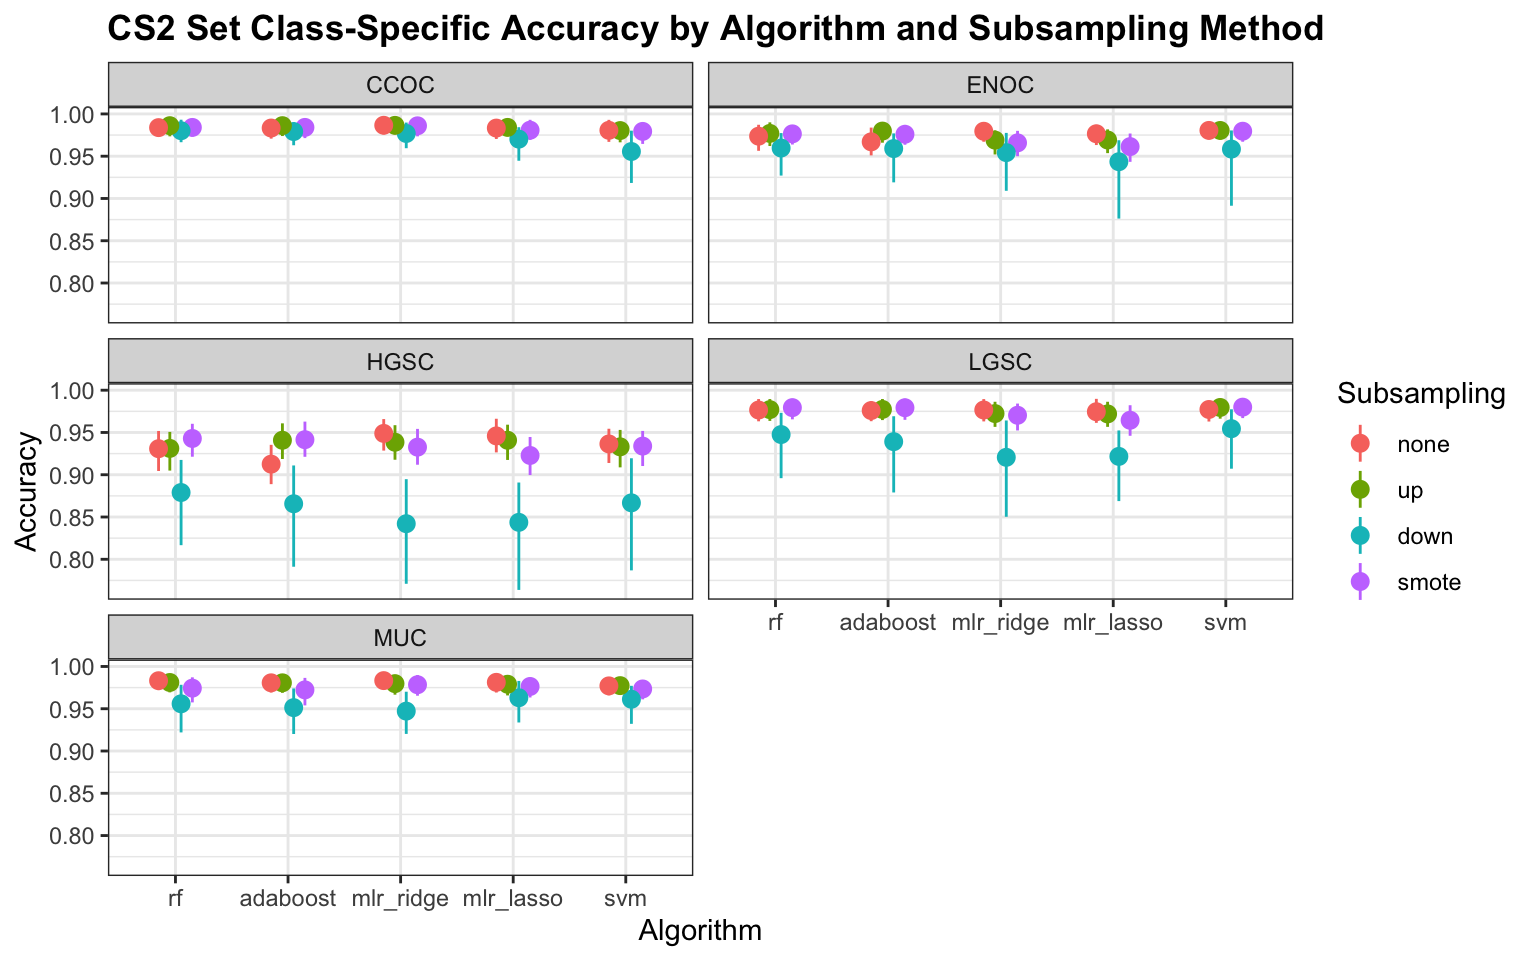 CS2 Set Class-Specific Accuracy by Algorithm and Subsampling Method
CCOC
ENOC
1.00
0.95
0.90
0.85
0.80
HGSC
LGSC
1.00
0.95
0.90
0.85
0.80
Accuracy
rf adaboost mlr_ridge mlr_lasso svm
MUC
1.00
0.95
0.90
0.85
0.80
rf adaboost mlr_ridge mlr_lasso svm
Algorithm
Subsampling
none
up
down
smote